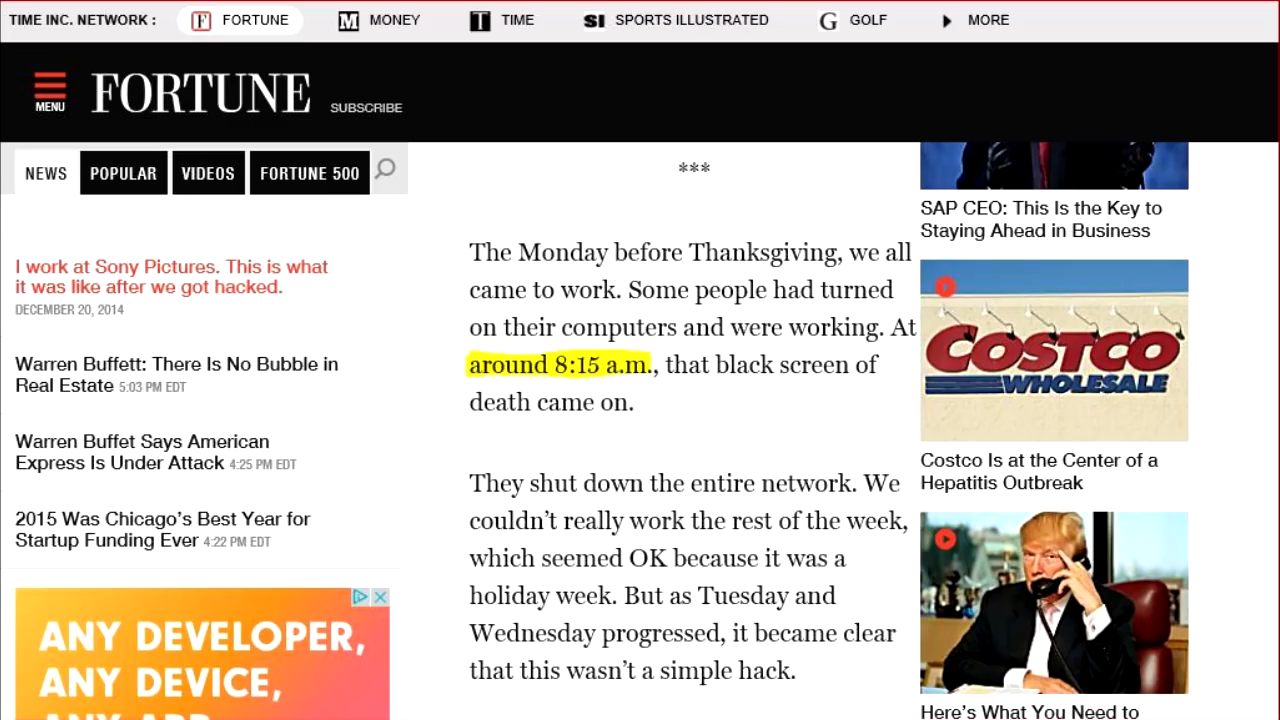 TIME INC. NETWORK :
F FORTUNE
M MONEY
T TIME
SI SPORTS ILLUSTRATED
G GOLF
MORE
MENU
FORTUNE
SUBSCRIBE
NEWS
POPULAR
VIDEOS
FORTUNE 500
I work at Sony Pictures. This is what
it was like after we got hacked.
DECEMBER 20, 2014
Warren Buffett: There Is No Bubble in
Real Estate 5:03 PM EDT
Warren Buffet Says American
Express Is Under Attack 4:25 PM EDT
2015 Was Chicago’s Best Year for
Startup Funding Ever 4:22 PM EDT
ANY DEVELOPER,
ANY DEVICE,
ANY APP
***
The Monday before Thanksgiving, we all
came to work. Some people had turned
on their computers and were working. At
around 8:15 a.m., that black screen of
death came on.
They shut down the entire network. We
couldn’t really work the rest of the week,
which seemed OK because it was a
holiday week. But as Tuesday and
Wednesday progressed, it became clear
that this wasn’t a simple hack.
SAP CEO: This Is the Key to
Staying Ahead in Business
COSTCO
WHOLESALE
Costco Is at the Center of a
Hepatitis Outbreak
Here’s What You Need to